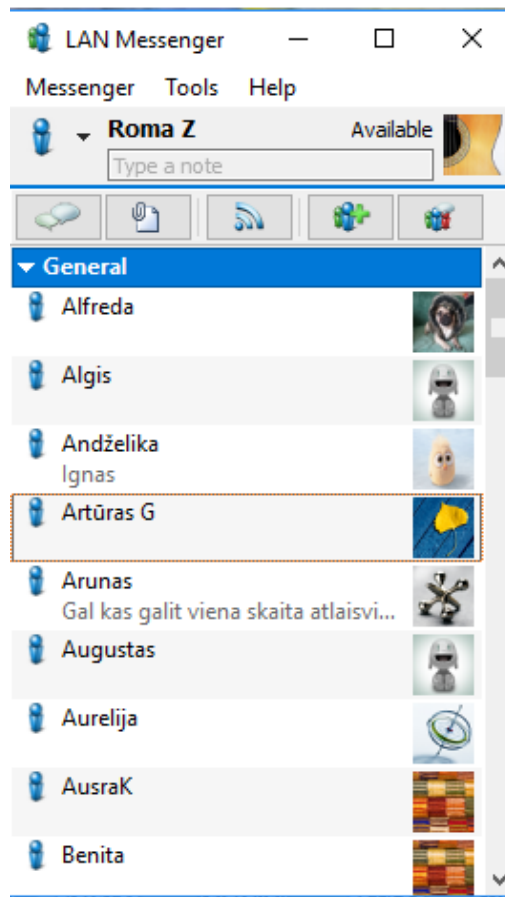 LAN Messenger
Messenger Tools Help
Roma Z Available
Type a note
General
Alfreda
Algis
Andželika
Ignas
Artūras G
Arunas
Gal kas galit viena skaita atlaisvi...
Augustas
Aurelija
AusraK
Benita